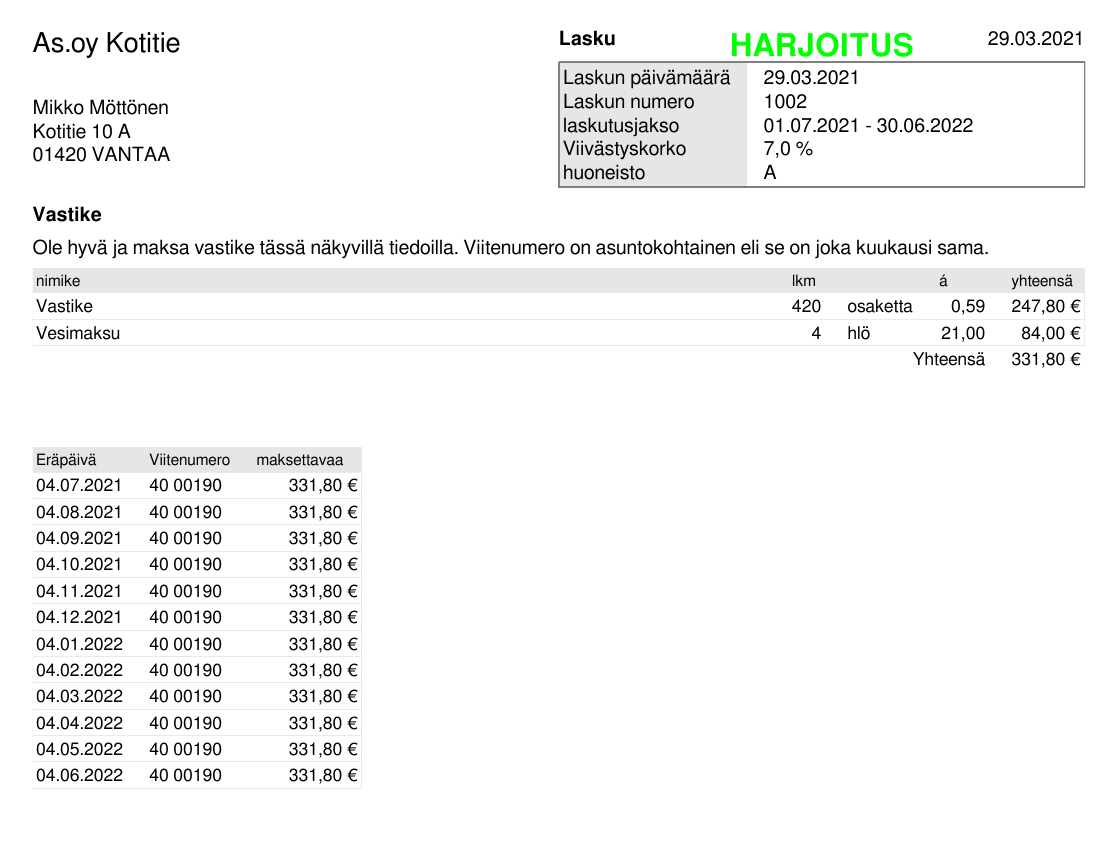 As.oy Kotitie
Lasku HARJOITUS 29.03.2021
Laskun päivämäärä 29.03.2021
Laskun numero 1002
laskutusjakso 01.07.2021 - 30.06.2022
Viivästyskorko 7,0 %
huoneisto A
Mikko Möttönen
Kotitie 10 A
01420 VANTAA
Vastike
Ole hyvä ja maksa vastike tässä näkyvillä tiedoilla. Viitenumero on asuntokohtainen eli se on joka kuukausi sama.
nimike lkm á yhteensä
Vastike 420 osaketta 0,59 247,80 €
Vesimaksu 4 hlö 21,00 84,00 €
Yhteensä 331,80 €
Eräpäivä Viitenumero maksettavaa
04.07.2021 40 00190 331,80 €
04.08.2021 40 00190 331,80 €
04.09.2021 40 00190 331,80 €
04.10.2021 40 00190 331,80 €
04.11.2021 40 00190 331,80 €
04.12.2021 40 00190 331,80 €
04.01.2022 40 00190 331,80 €
04.02.2022 40 00190 331,80 €
04.03.2022 40 00190 331,80 €
04.04.2022 40 00190 331,80 €
04.05.2022 40 00190 331,80 €
04.06.2022 40 00190 331,80 €